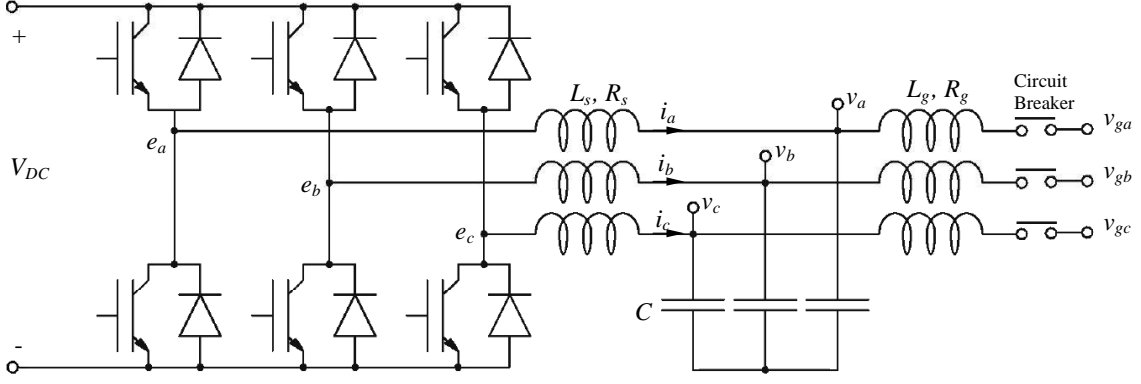 +
V_DC
-
e_a
e_b
e_c
L_s, R_s
i_a
i_b
i_c
v_a
v_b
v_c
C
L_g, R_g
Circuit
Breaker
v_ga
v_gb
v_gc